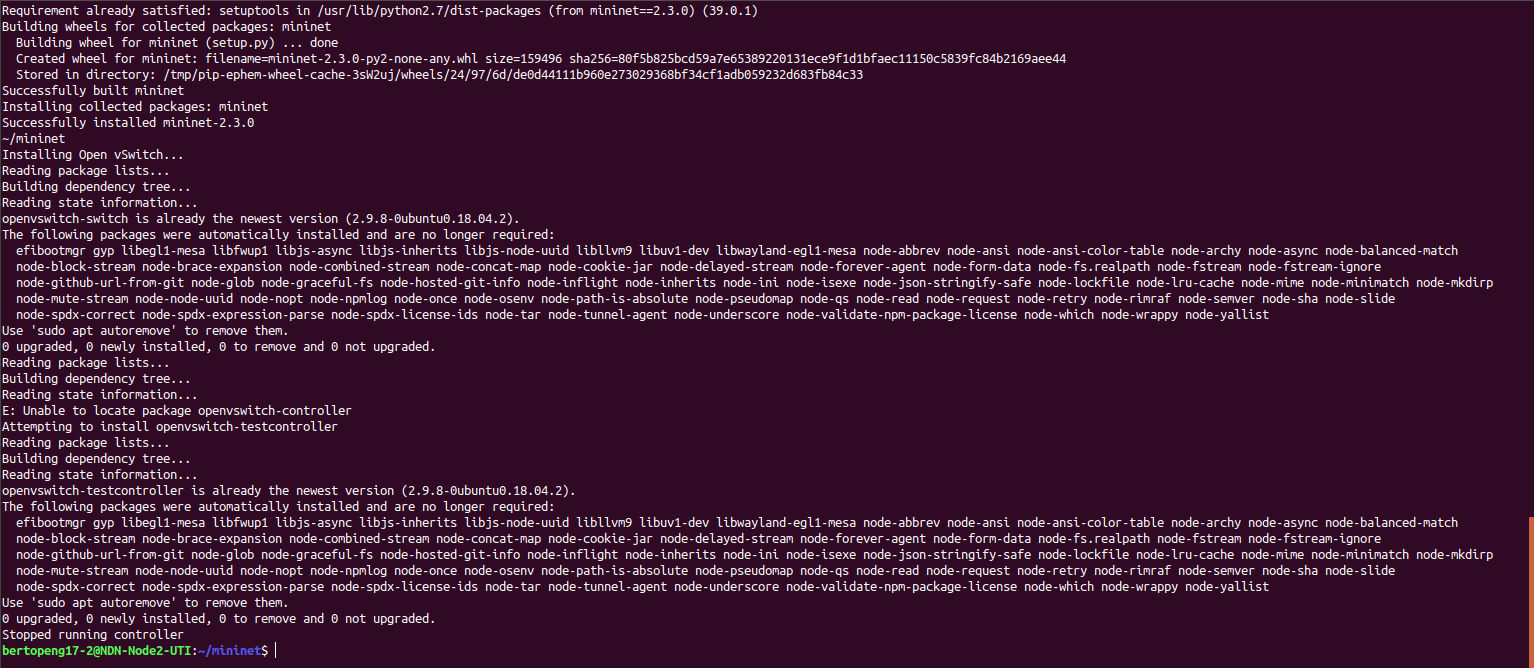 Requirement already satisfied: setuptools in /usr/lib/python2.7/dist-packages (from mininet==2.3.0) (39.0.1)
Building wheels for collected packages: mininet
  Building wheel for mininet (setup.py) ... done
  Created wheel for mininet: filename=mininet-2.3.0-py2-none-any.whl size=159496 sha256=80f5b825bcd59a7e65389220131ece9f1d1bfaec11150c5839fc84b2169aee44
  Stored in directory: /tmp/pip-ephem-wheel-cache-3sW2uj/wheels/24/97/6d/de0d44111b960e273029368bf34cf1adb059232d683fb84c33
Successfully built mininet
Installing collected packages: mininet
Successfully installed mininet-2.3.0
~/mininet
Installing Open vSwitch...
Reading package lists...
Building dependency tree...
Reading state information...
openvswitch-switch is already the newest version (2.9.8-0ubuntu0.18.04.2).
The following packages were automatically installed and are no longer required:
  efibootmgr gyp libegl1-mesa libfwup1 libjs-async libjs-inherits libjs-node-uuid libllvm9 libuv1-dev libwayland-egl1-mesa node-abbrev node-ansi node-ansi-color-table node-archy node-async node-balanced-match
  node-block-stream node-brace-expansion node-combined-stream node-concat-map node-cookie-jar node-delayed-stream node-forever-agent node-form-data node-fs.realpath node-fstream node-fstream-ignore
  node-github-url-from-git node-glob node-graceful-fs node-hosted-git-info node-inflight node-inherits node-ini node-isexe node-json-stringify-safe node-lockfile node-lru-cache node-mime node-minimatch node-mkdirp
  node-mute-stream node-node-uuid node-nopt node-npmlog node-once node-osenv node-path-is-absolute node-pseudomap node-qs node-read node-request node-retry node-rimraf node-semver node-sha node-slide
  node-spdx-correct node-spdx-expression-parse node-spdx-license-ids node-tar node-tunnel-agent node-underscore node-validate-npm-package-license node-which node-wrappy node-yallist
Use 'sudo apt autoremove' to remove them.
0 upgraded, 0 newly installed, 0 to remove and 0 not upgraded.
Reading package lists...
Building dependency tree...
Reading state information...
E: Unable to locate package openvswitch-controller
Attempting to install openvswitch-testcontroller
Reading package lists...
Building dependency tree...
Reading state information...
openvswitch-testcontroller is already the newest version (2.9.8-0ubuntu0.18.04.2).
The following packages were automatically installed and are no longer required:
  efibootmgr gyp libegl1-mesa libfwup1 libjs-async libjs-inherits libjs-node-uuid libllvm9 libuv1-dev libwayland-egl1-mesa node-abbrev node-ansi node-ansi-color-table node-archy node-async node-balanced-match
  node-block-stream node-brace-expansion node-combined-stream node-concat-map node-cookie-jar node-delayed-stream node-forever-agent node-form-data node-fs.realpath node-fstream node-fstream-ignore
  node-github-url-from-git node-glob node-graceful-fs node-hosted-git-info node-inflight node-inherits node-ini node-isexe node-json-stringify-safe node-lockfile node-lru-cache node-mime node-minimatch node-mkdirp
  node-mute-stream node-node-uuid node-nopt node-npmlog node-once node-osenv node-path-is-absolute node-pseudomap node-qs node-read node-request node-retry node-rimraf node-semver node-sha node-slide
  node-spdx-correct node-spdx-expression-parse node-spdx-license-ids node-tar node-tunnel-agent node-underscore node-validate-npm-package-license node-which node-wrappy node-yallist
Use 'sudo apt autoremove' to remove them.
0 upgraded, 0 newly installed, 0 to remove and 0 not upgraded.
Stopped running controller
bertopeng17-2@NDN-Node2-UTI:~/mininet$